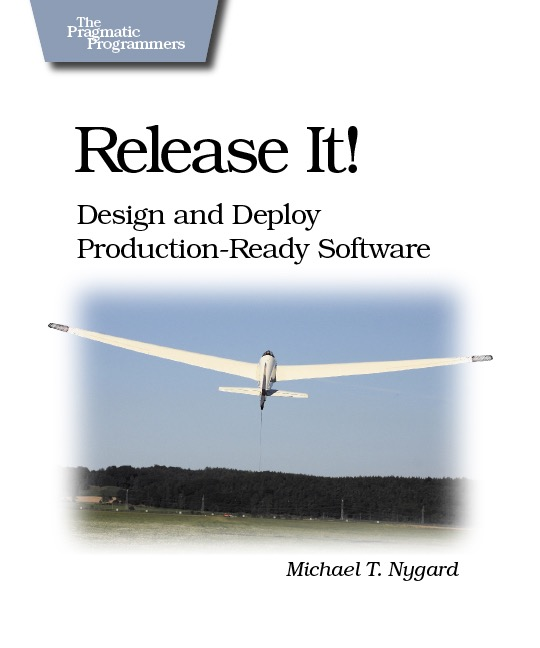 The
Pragmatic
Programmers
Release It!
Design and Deploy
Production-Ready Software
Michael T. Nygard